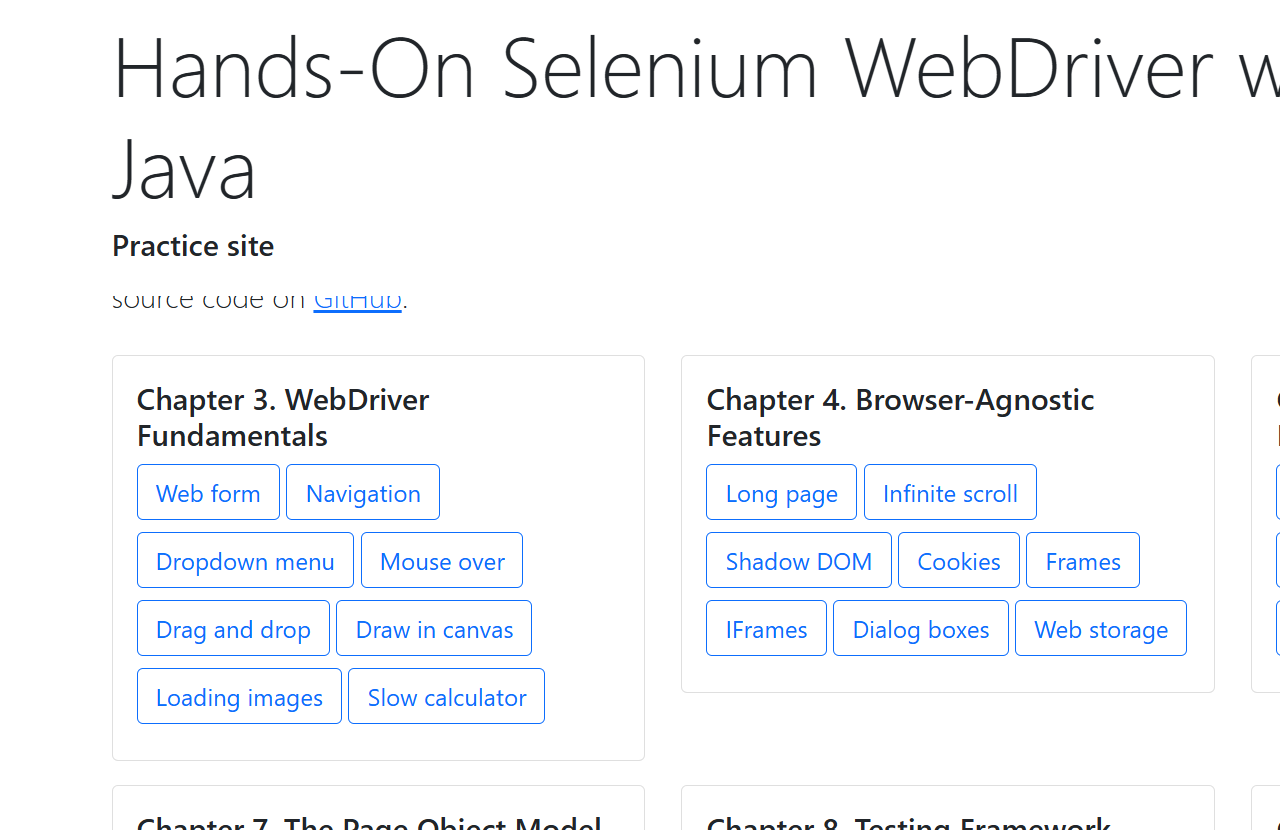 Hands-On Selenium WebDriver
Java
Practice site
source code on GitHub.
Chapter 3. WebDriver
Fundamentals
Web form Navigation
Dropdown menu Mouse over
Drag and drop Draw in canvas
Loading images Slow calculator
Chapter 4. Browser-Agnostic
Features
Long page Infinite scroll
Shadow DOM Cookies Frames
IFrames Dialog boxes Web storage
Chapter 7. The Page Object Model
Chapter 8. Testing Framework